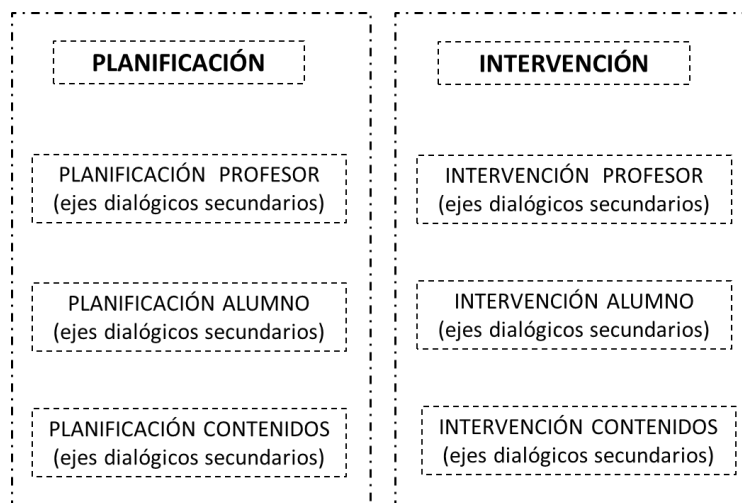 PLANIFICACIÓN
PLANIFICACIÓN PROFESOR
(ejes dialógicos secundarios)
PLANIFICACIÓN ALUMNO
(ejes dialógicos secundarios)
PLANIFICACIÓN CONTENIDOS
(ejes dialógicos secundarios)
INTERVENCIÓN
INTERVENCIÓN PROFESOR
(ejes dialógicos secundarios)
INTERVENCIÓN ALUMNO
(ejes dialógicos secundarios)
INTERVENCIÓN CONTENIDOS
(ejes dialógicos secundarios)